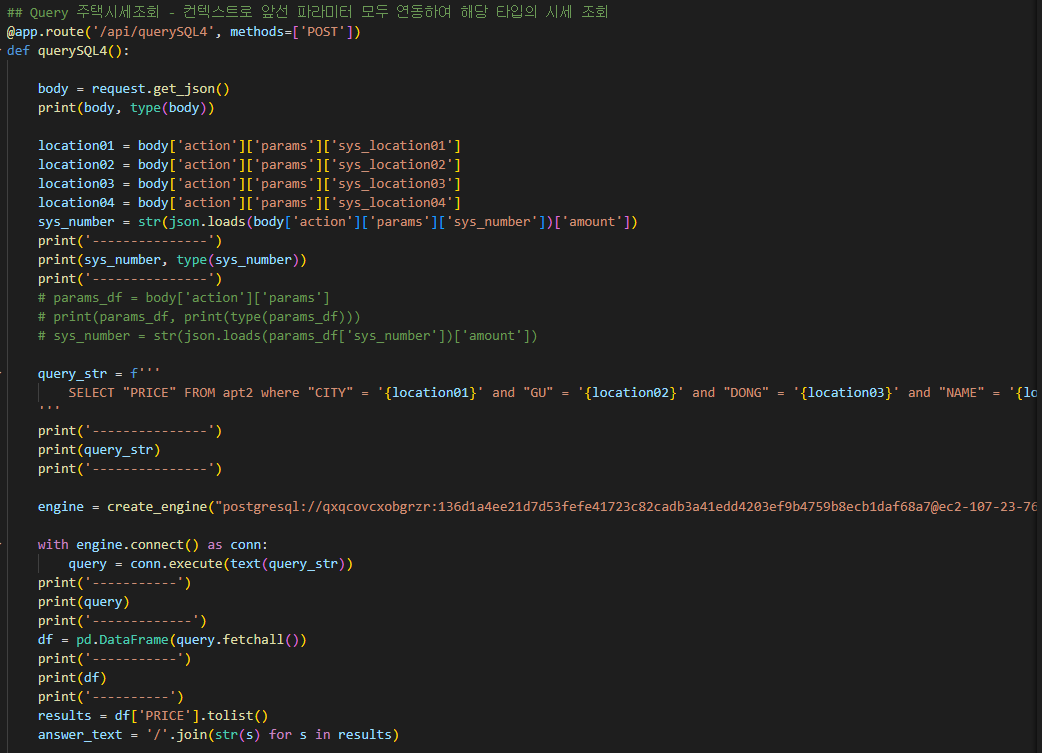 ## Query 주택시세조회 - 컨텍스트로 앞선 파라미터 모두 연동하여 해당 타입의 시세 조회
@app.route('/api/querySQL4', methods=['POST'])
def querySQL4():
body = request.get_json()
print(body, type(body))
location01 = body['action']['params']['sys_location01']
location02 = body['action']['params']['sys_location02']
location03 = body['action']['params']['sys_location03']
location04 = body['action']['params']['sys_location04']
sys_number = str(json.loads(body['action']['params']['sys_number'])['amount'])
print('---------------')
print(sys_number, type(sys_number))
print('---------------')
# params_df = body['action']['params']
# print(params_df, print(type(params_df)))
# sys_number = str(json.loads(params_df['sys_number'])['amount'])
query_str = f'''
SELECT "PRICE" FROM apt2 where "CITY" = '{location01}' and "GU" = '{location02}' and "DONG" = '{location03}' and "NAME" = '{lo
'''
print('---------------')
print(query_str)
print('---------------')
engine = create_engine("postgresql://qxqcovcxobgrzr:136d1a4ee21d7d53fefe41723c82cadb3a41edd4203ef9b4759b8ecb1daf68a7@ec2-107-23-76
with engine.connect() as conn:
query = conn.execute(text(query_str))
print('-----------')
print(query)
print('-------------')
df = pd.DataFrame(query.fetchall())
print('-----------')
print(df)
print('----------')
results = df['PRICE'].tolist()
answer_text = '/'.join(str(s) for s in results)